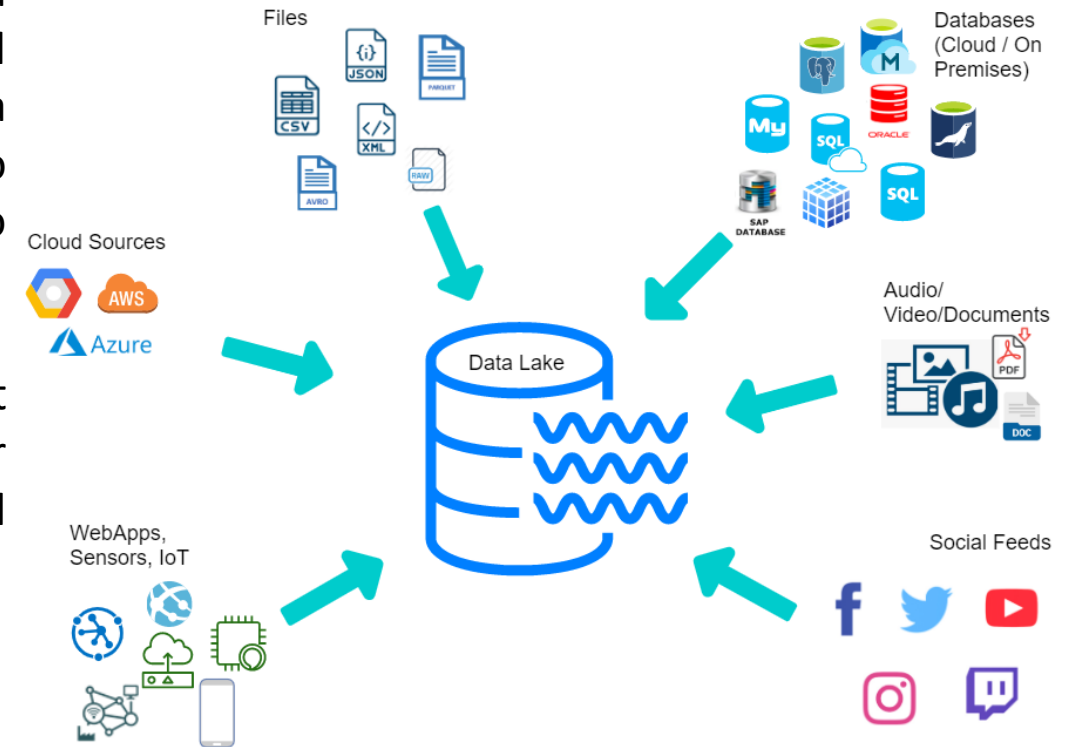 Files
{i}
JSON
PARQUET
CSV
</>
XML
RAW
AVRO
Databases
(Cloud / On
Premises)
M
My
SQL
ORACLE
SQL
SAP
DATABASE
Cloud Sources
AWS
Azure
Data Lake
Audio/
Video/Documents
PDF
DOC
WebApps,
Sensors, IoT
Social Feeds